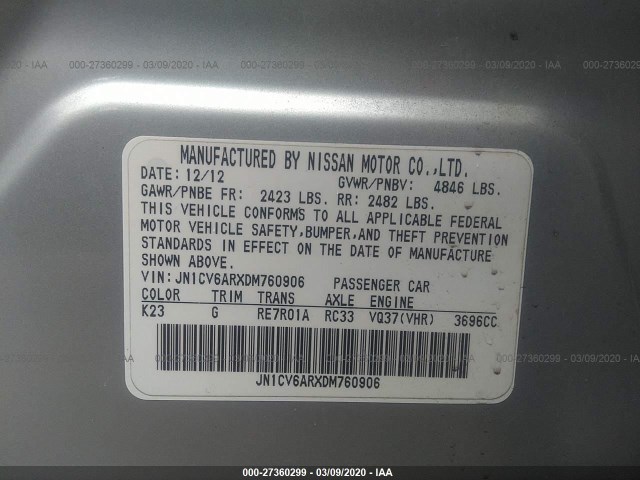 000-27360299 - 03/09/2020 - IAA
MANUFACTURED BY NISSAN MOTOR CO.,LTD.
DATE: 12/12 GVWR/PNBV: 4846 LBS.
GAWR/PNBE FR: 2423 LBS. RR: 2482 LBS.
THIS VEHICLE CONFORMS TO ALL APPLICABLE FEDERAL
MOTOR VEHICLE SAFETY,BUMPER,AND THEFT PREVENTION
STANDARDS IN EFFECT ON THE DATE OF MANUFACTURE
SHOWN ABOVE.
VIN:JN1CV6ARXDM760906 PASSENGER CAR
COLOR TRIM TRANS AXLE ENGINE
K23 G RE7R01A RC33 VQ37(VHR) 3696CC
JN1CV6ARXDM760906
000-27360299 - 03/09/2020 - IAA